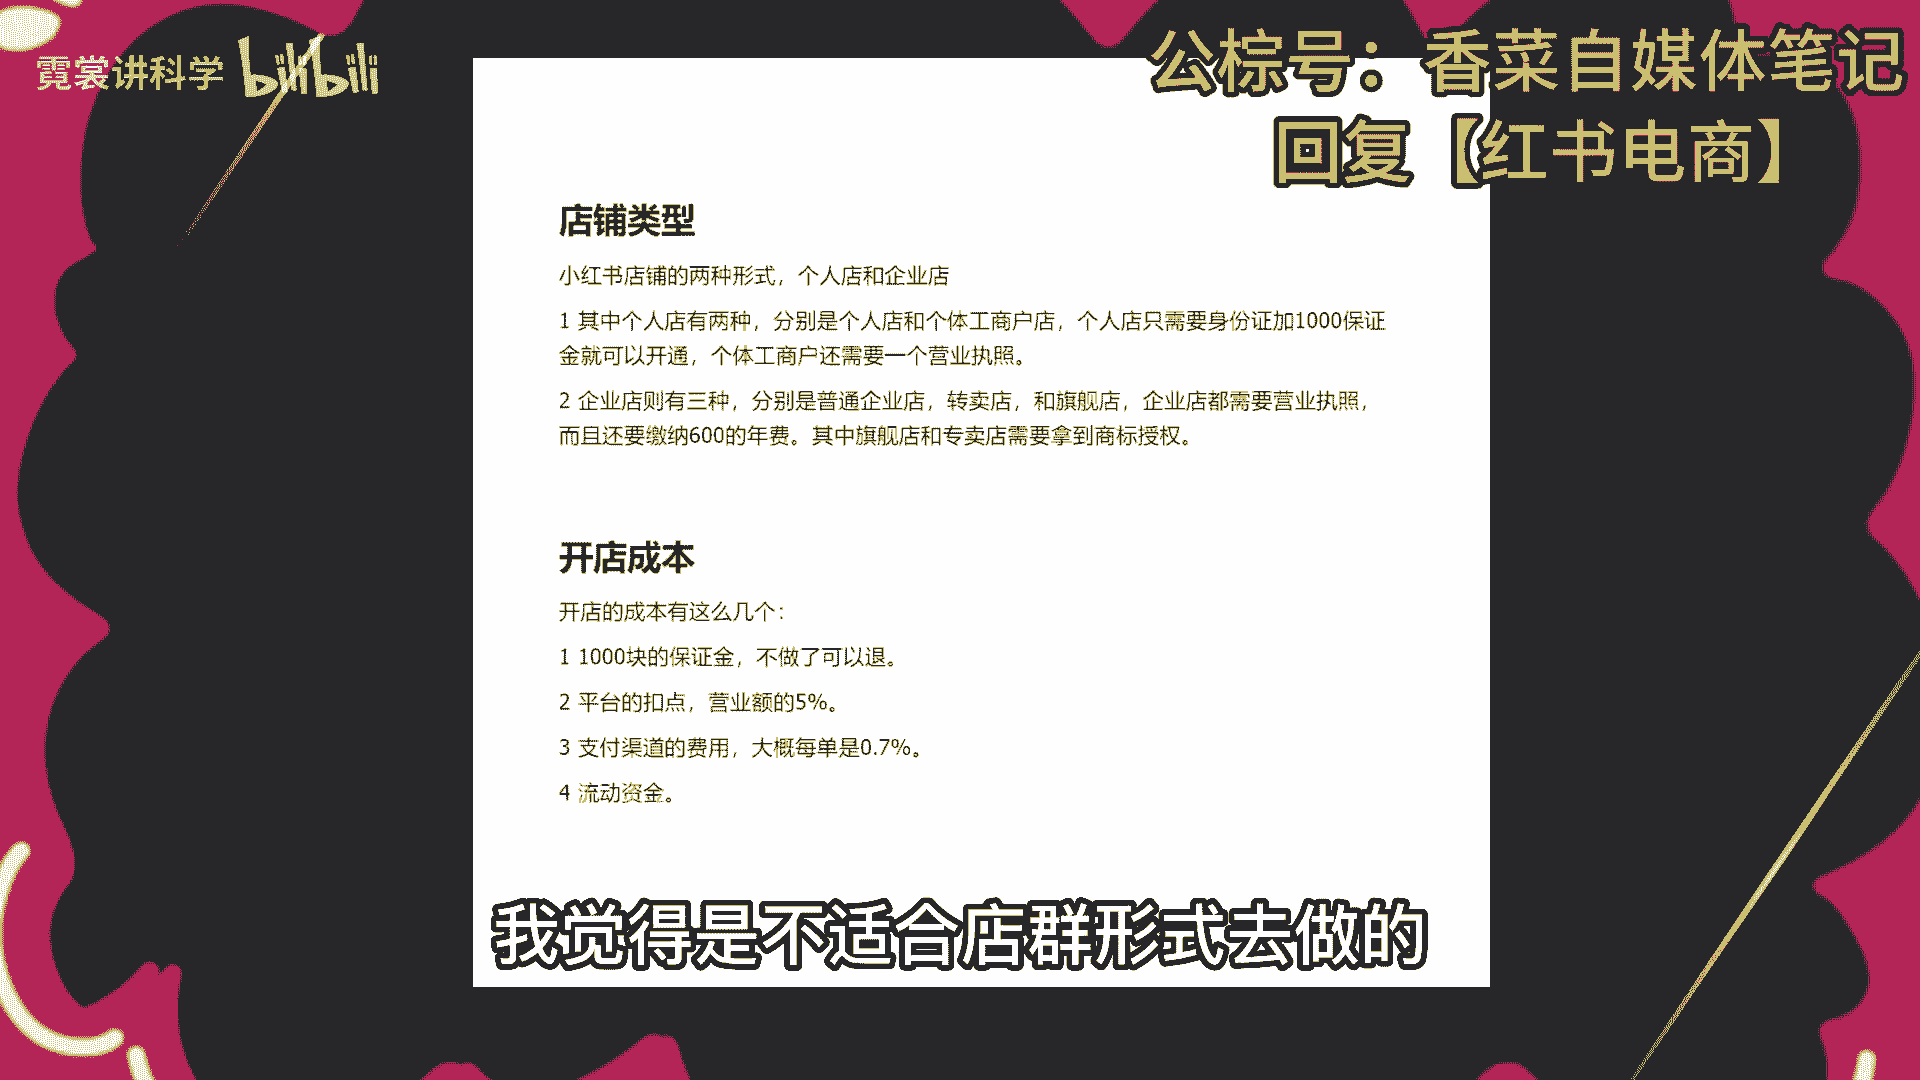 霓裳讲科学 bilibili
公棕号：香菜自媒体笔记
回复【红书电商】
店铺类型
小红书店铺的两种形式，个人店和企业店
1 其中个人店有两种，分别是个人店和个体工商户店，个人店只需要身份证加1000保证
金就可以开通，个体工商户还需要一个营业执照。
2 企业店则有三种，分别是普通企业店，转卖店，和旗舰店，企业店都需要营业执照，
而且还要缴纳600的年费。其中旗舰店和专卖店需要拿到商标授权。
开店成本
开店的成本有这么几个：
1 1000块的保证金，不做了可以退。
2 平台的扣点，营业额的5%。
3 支付渠道的费用，大概每单是0.7%。
4 流动资金。
我觉得是不适合店群形式去做的